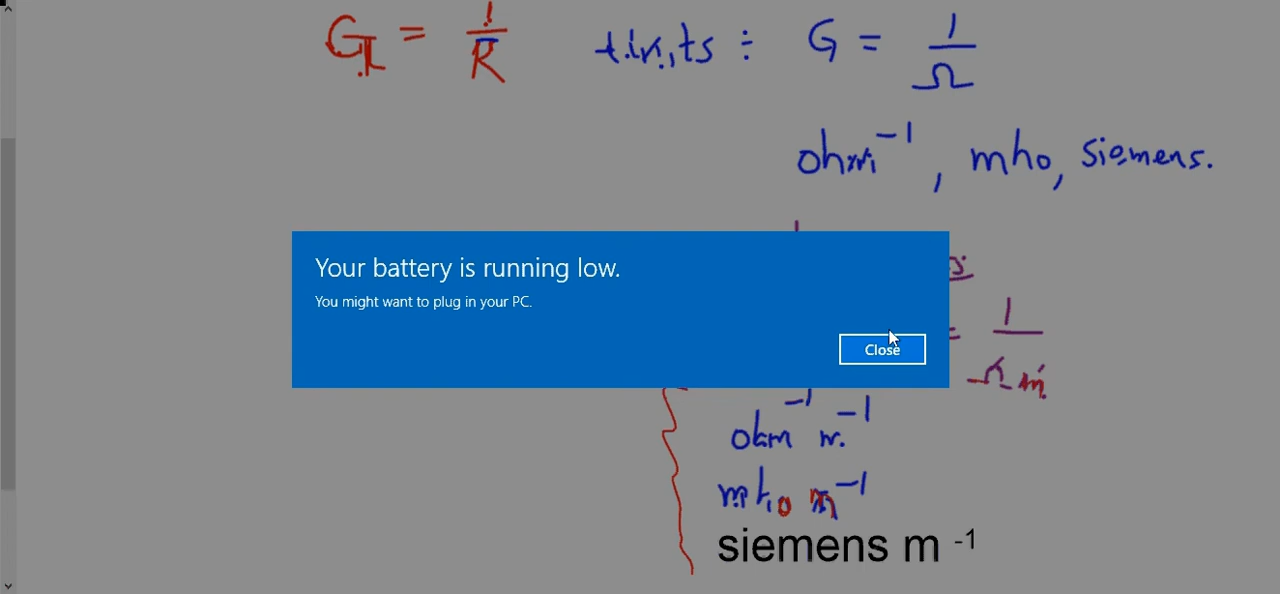 G = 1/R units ÷ G = 1/Ω
ohm⁻¹, mho, siemens.
Your battery is running low.
You might want to plug in your PC.
Close
= 1/Ω m
ohm⁻¹ m⁻¹
mho m⁻¹
siemens m ⁻¹